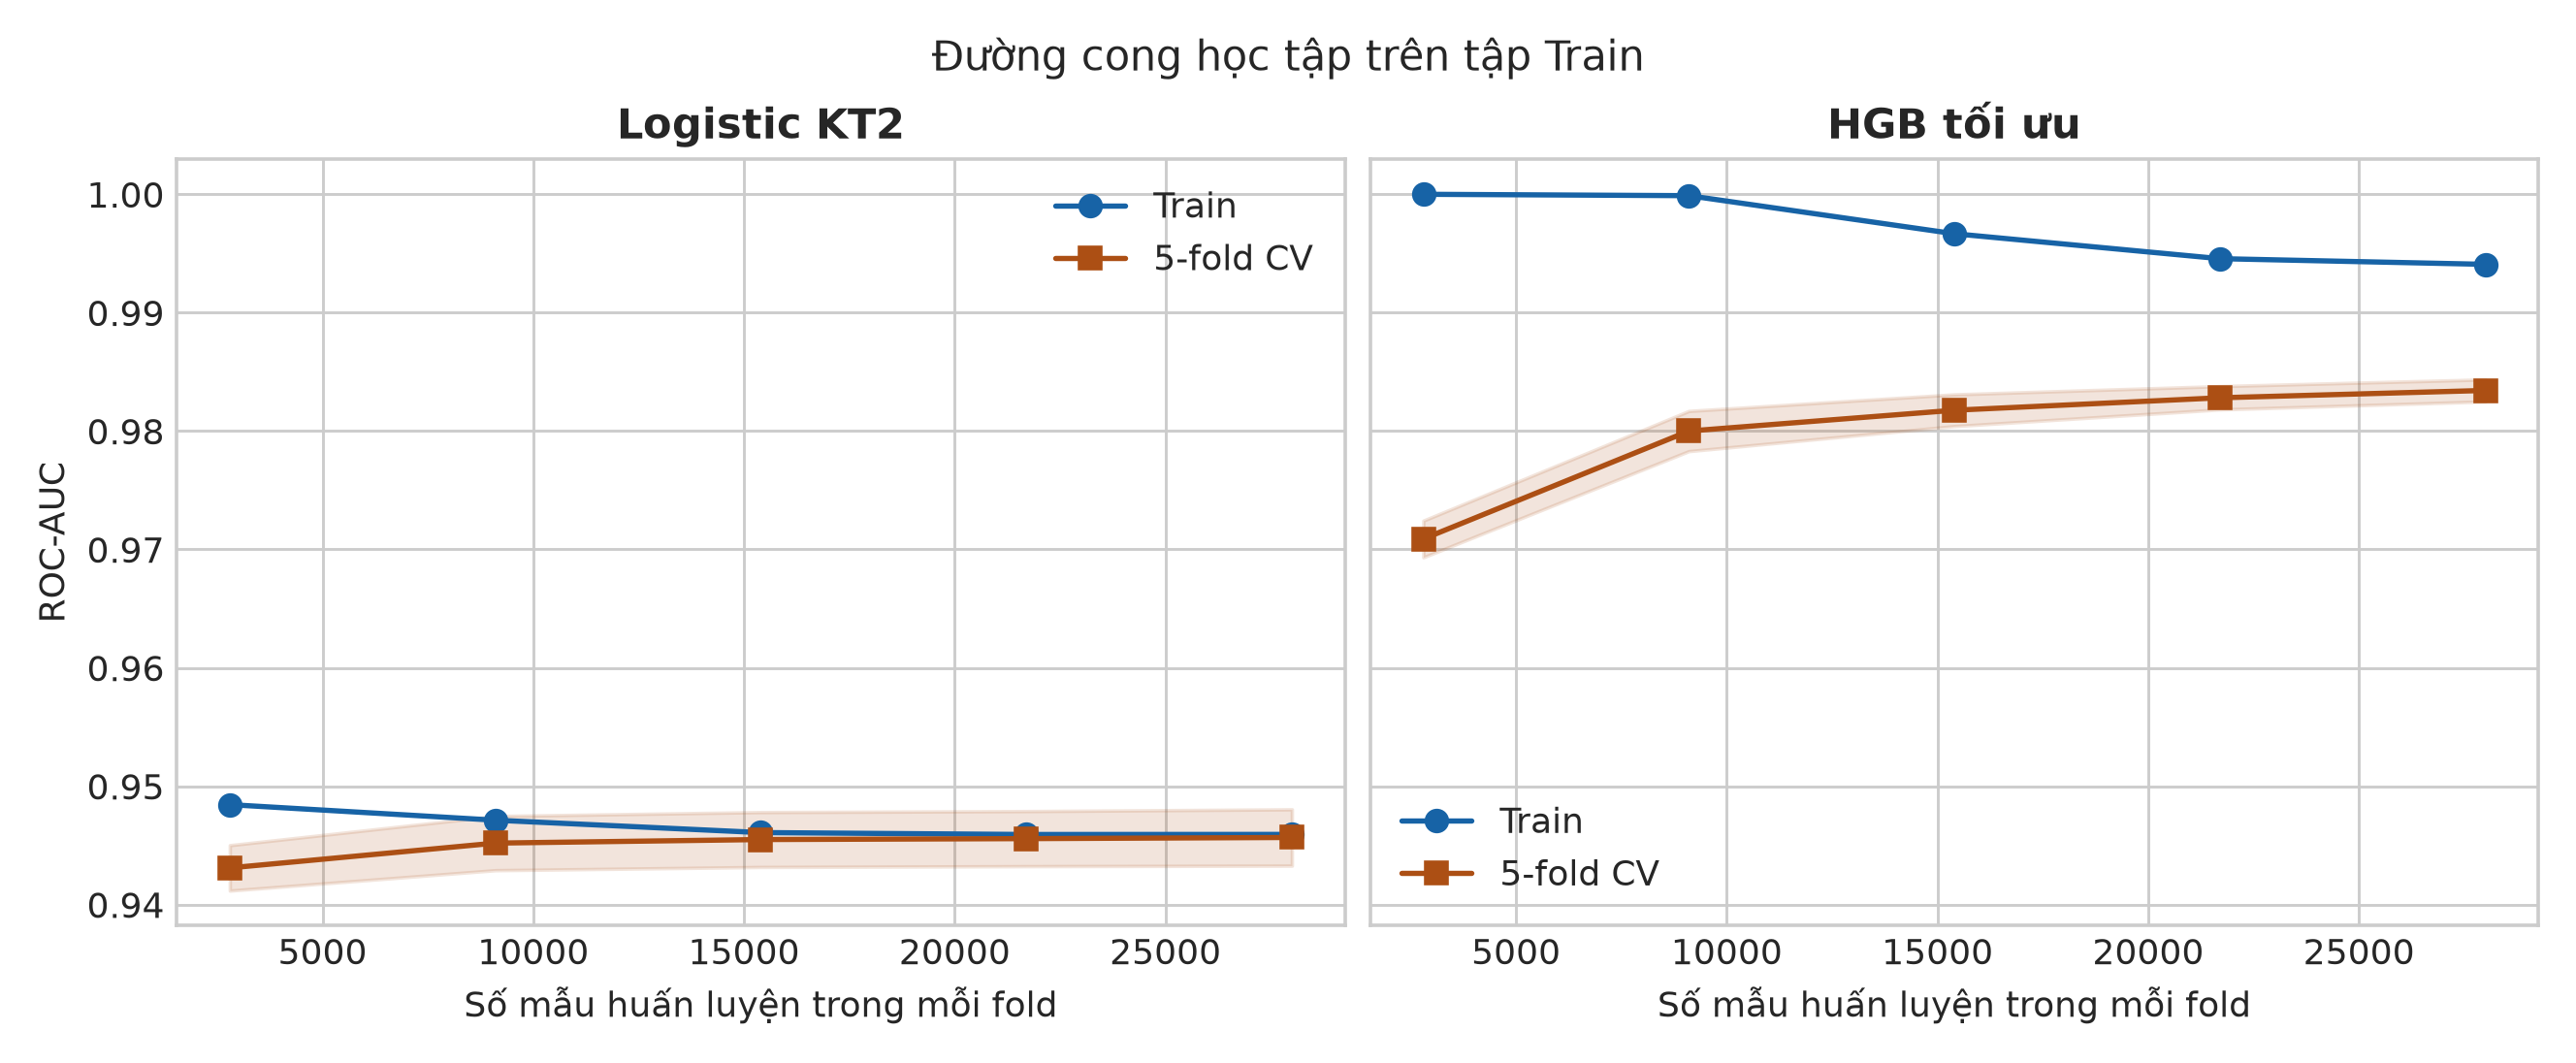 Đường cong học tập trên tập Train
Logistic KT2
ROC-AUC
1.00
0.99
0.98
0.97
0.96
0.95
0.94
Train
5-fold CV
5000 10000 15000 20000 25000
Số mẫu huấn luyện trong mỗi fold
HGB tối ưu
Train
5-fold CV
5000 10000 15000 20000 25000
Số mẫu huấn luyện trong mỗi fold